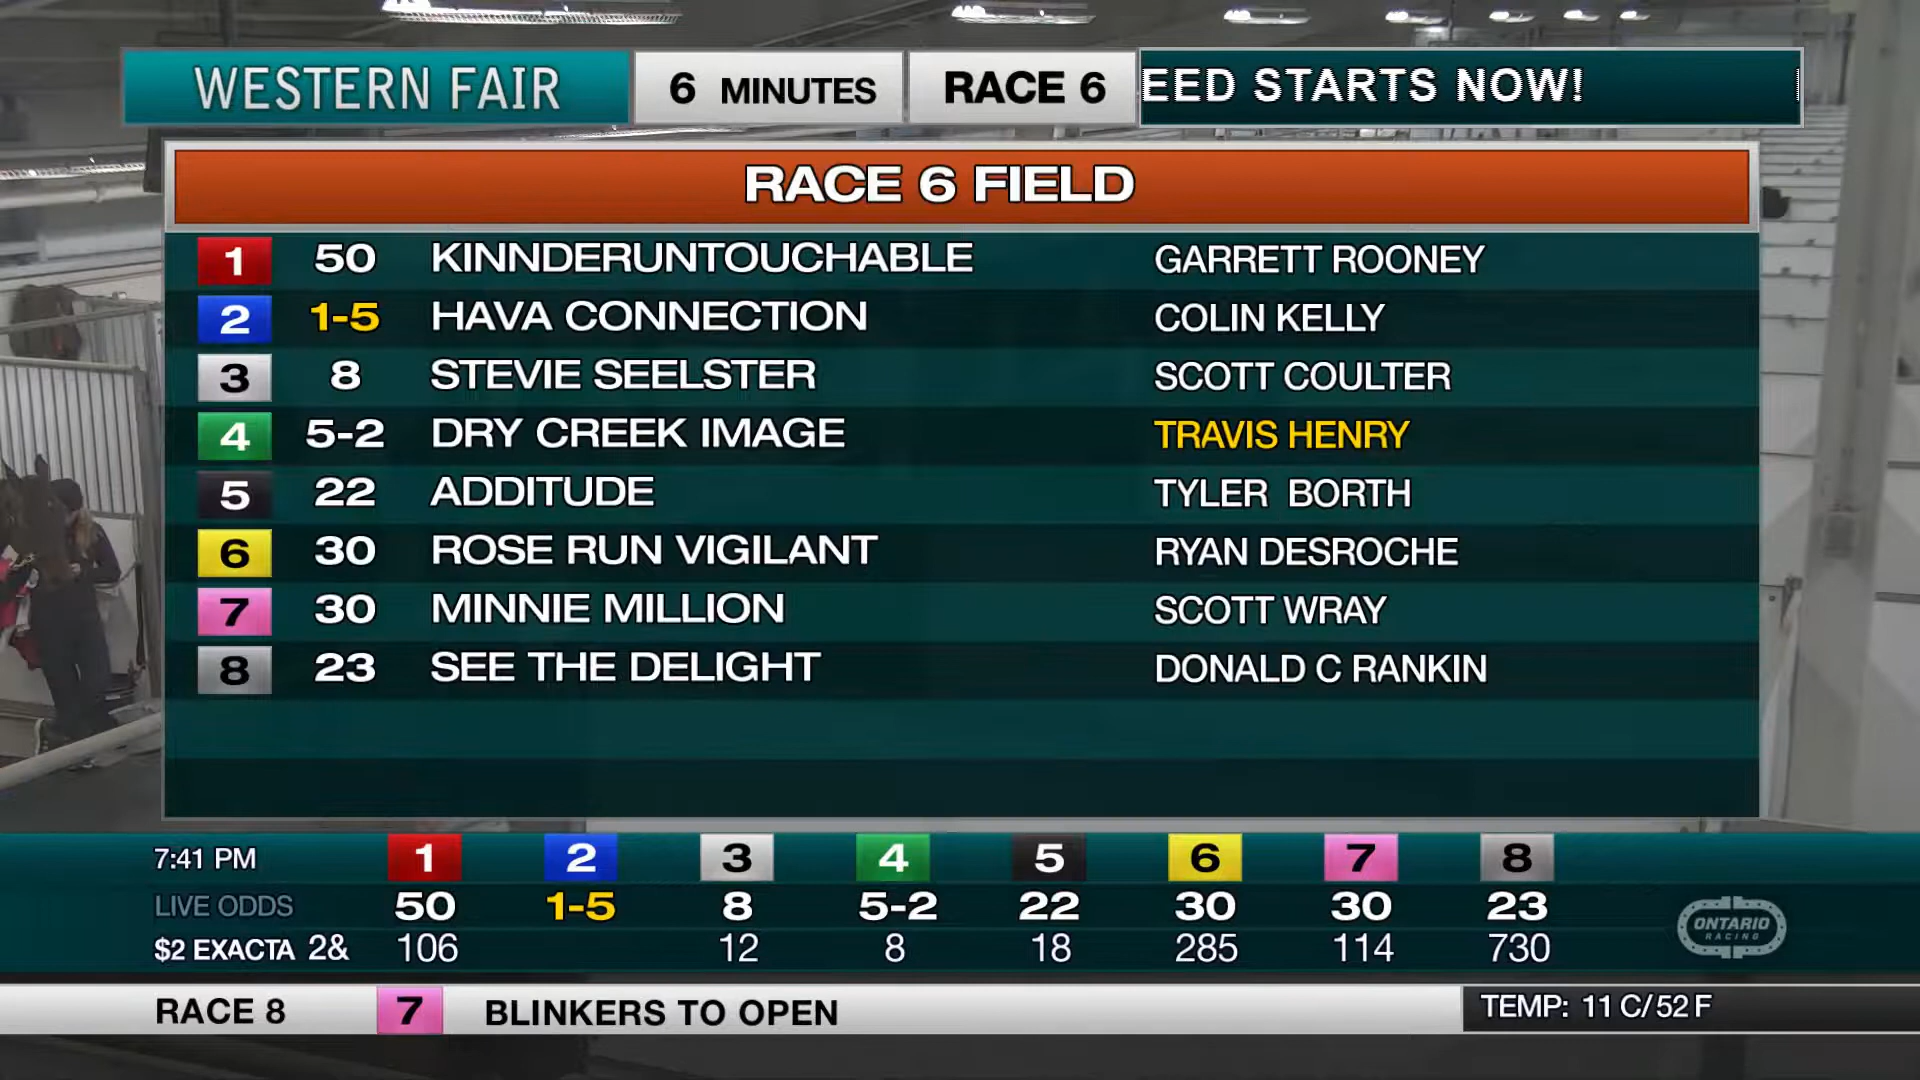 WESTERN FAIR 6 MINUTES RACE 6 EED STARTS NOW!
RACE 6 FIELD
1 50 KINNDERUNTOUCHABLE GARRETT ROONEY
2 1-5 HAVA CONNECTION COLIN KELLY
3 8 STEVIE SEELSTER SCOTT COULTER
4 5-2 DRY CREEK IMAGE TRAVIS HENRY
5 22 ADDITUDE TYLER BORTH
6 30 ROSE RUN VIGILANT RYAN DESROCHE
7 30 MINNIE MILLION SCOTT WRAY
8 23 SEE THE DELIGHT DONALD C RANKIN
7:41 PM 1 2 3 4 5 6 7 8
LIVE ODDS 50 1-5 8 5-2 22 30 30 23
$2 EXACTA 2& 106 12 8 18 285 114 730
ONTARIO
RACING
RACE 8 7 BLINKERS TO OPEN TEMP: 11 C/52 F